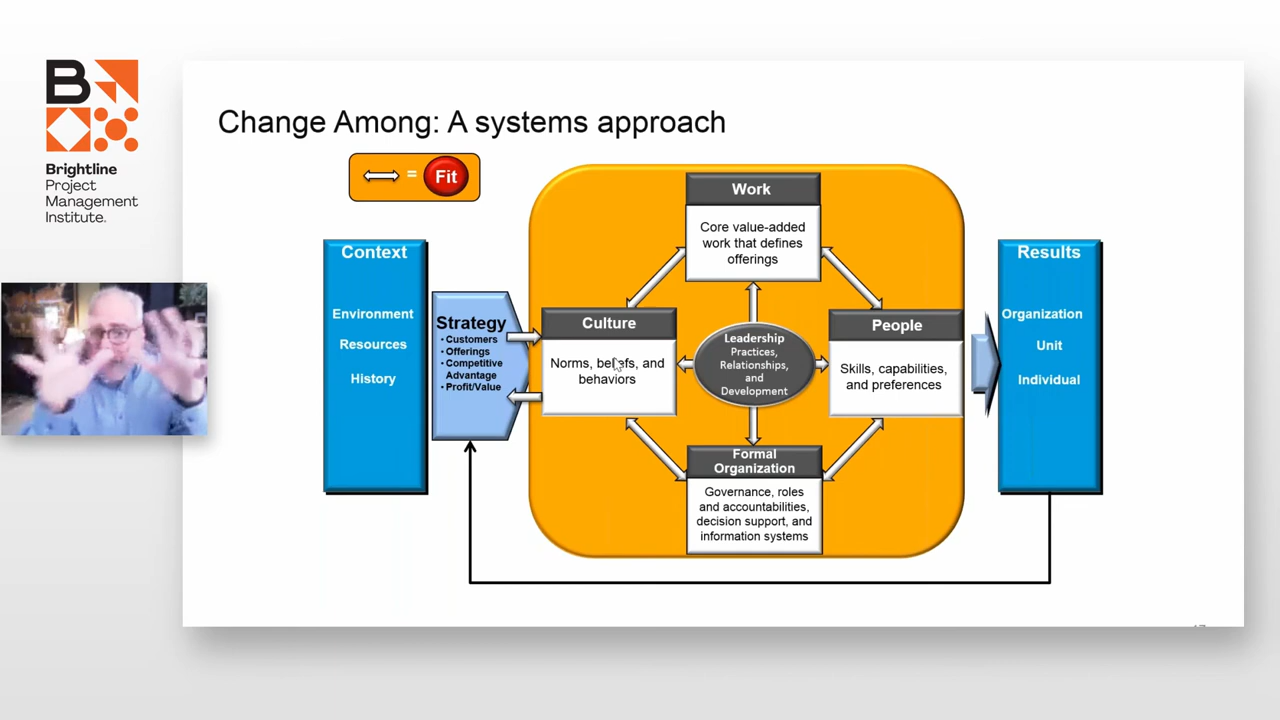 B
Brightline
Project
Management
Institute.
Change Among: A systems approach
= Fit
Context
Environment
Resources
History
Strategy
• Customers
• Offerings
• Competitive
Advantage
• Profit/Value
Work
Core value-added
work that defines
offerings
Culture
Norms, beliefs, and
behaviors
Leadership
Practices,
Relationships,
and
Development
People
Skills, capabilities,
and preferences
Formal
Organization
Governance, roles
and accountabilities,
decision support, and
information systems
Results
Organization
Unit
Individual